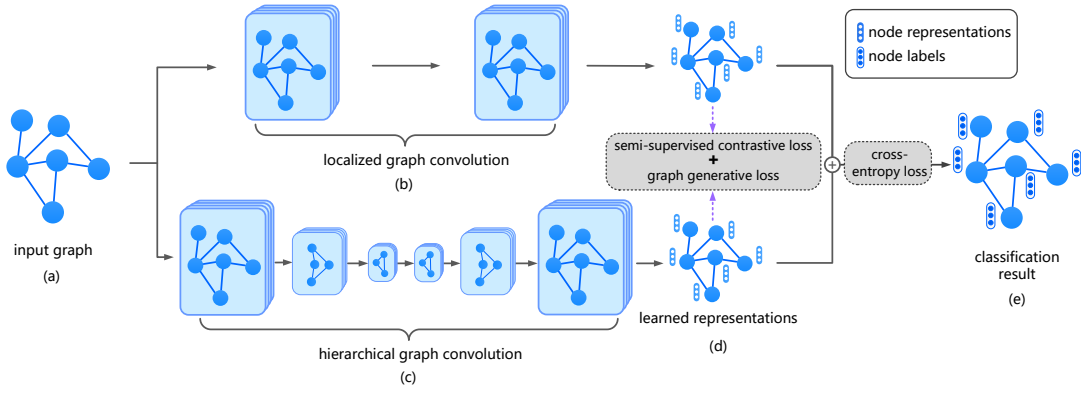 node representations
node labels
localized graph convolution
(b)
semi-supervised contrastive loss
+
graph generative loss
cross-
entropy loss
input graph
(a)
classification
result
(e)
learned representations
(d)
hierarchical graph convolution
(c)